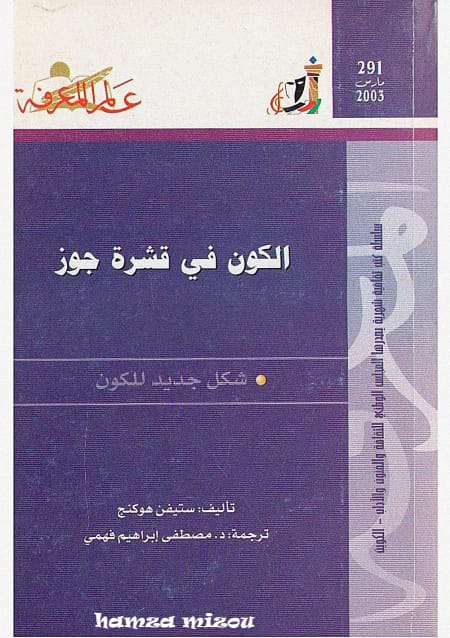 291
مارس
2003
عالم المعرفة
الكون في قشرة جوز
شكل جديد للكون
تأليف: ستيفن هوكنج
ترجمة: د. مصطفى إبراهيم فهمي
سلسلة كتب ثقافية شهرية يصدرها المجلس الوطني للثقافة والفنون والآداب - الكويت
hamza mizou